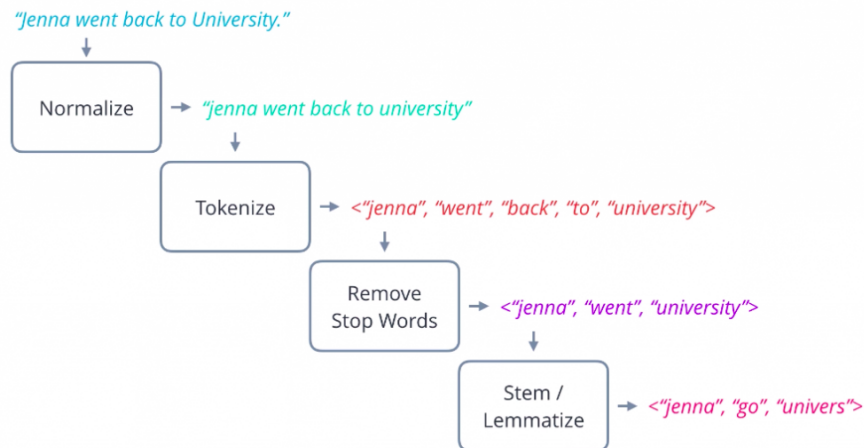 “Jenna went back to University.”
Normalize
“jenna went back to university”
Tokenize
<“jenna”, “went”, “back”, “to”, “university”>
Remove
Stop Words
<“jenna”, “went”, “university”>
Stem /
Lemmatize
<“jenna”, “go”, “univers”>